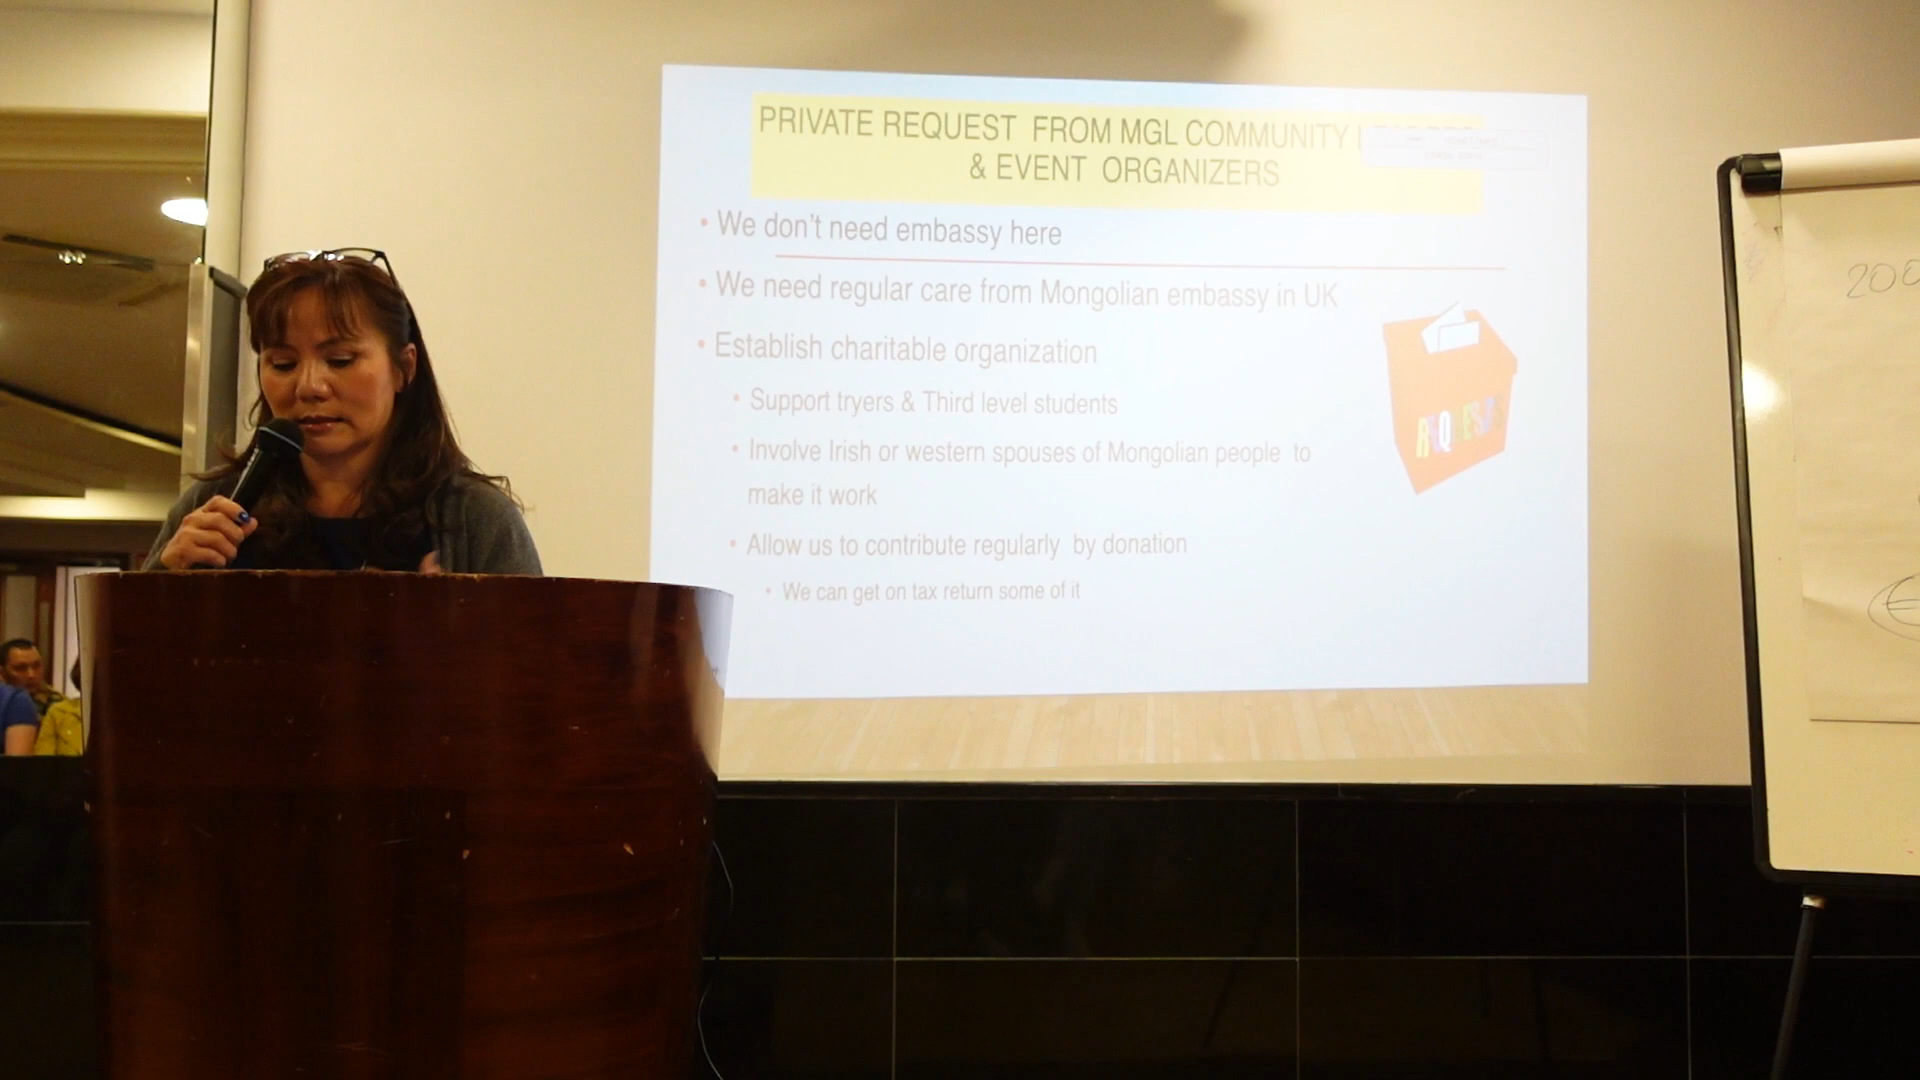 PRIVATE REQUEST FROM MGL COMMUNITY
& EVENT ORGANIZERS
• We don't need embassy here
• We need regular care from Mongolian embassy in UK
• Establish charitable organization
• Support tryers & Third level students
• Involve Irish or western spouses of Mongolian people to
make it work
• Allow us to contribute regularly by donation
• We can get on tax return some of it
REQUESTS
200
€